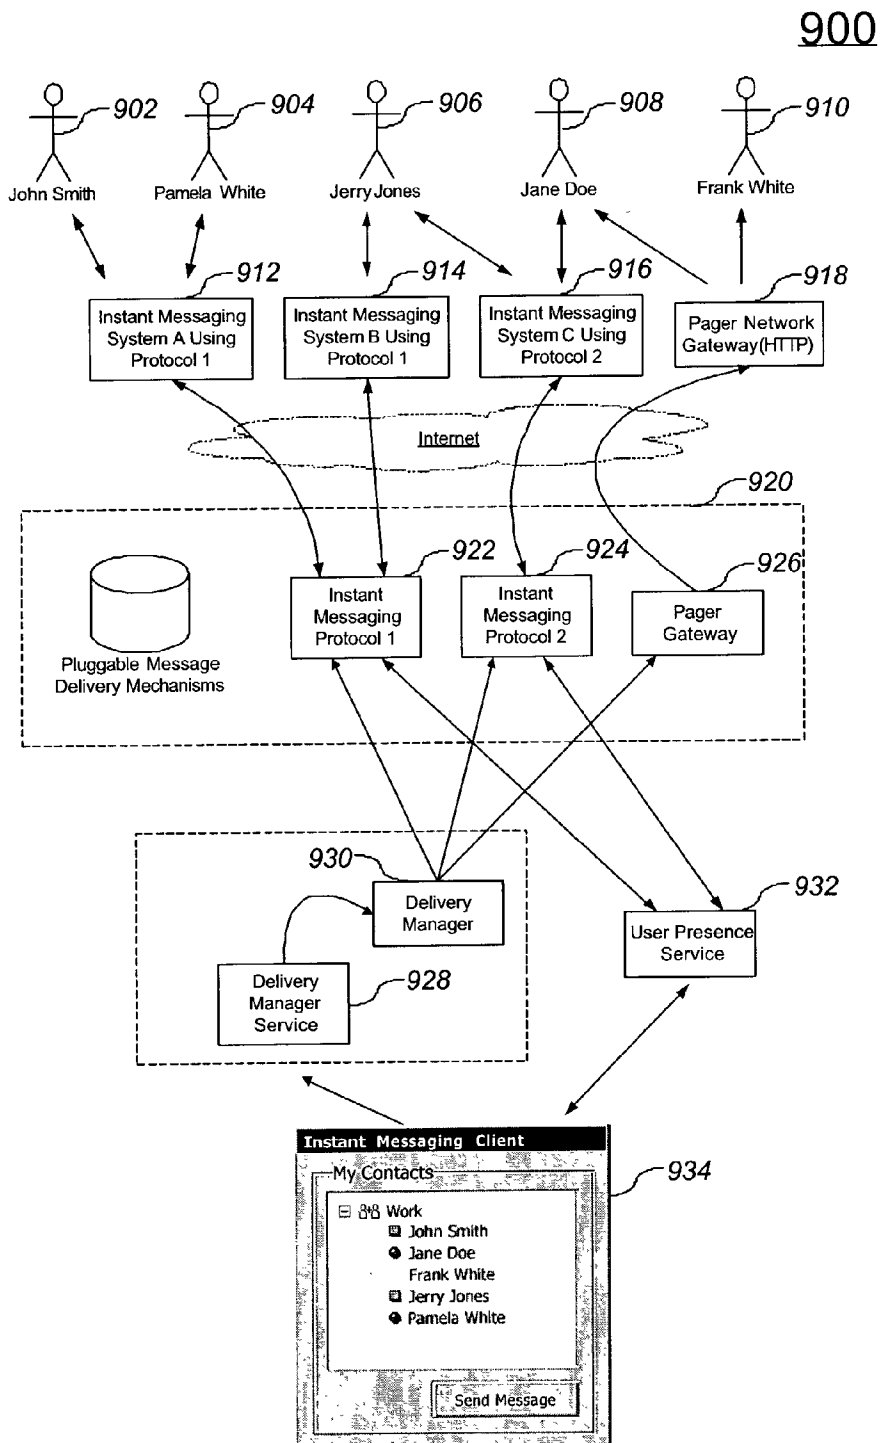 900
902
904
906
908
910
John Smith
Pamela White
Jerry Jones
Jane Doe
Frank White
912
914
916
918
Instant Messaging
System A Using
Protocol 1
Instant Messaging
System B Using
Protocol 1
Instant Messaging
System C Using
Protocol 2
Pager Network
Gateway(HTTP)
Internet
920
922
924
926
Pluggable Message
Delivery Mechanisms
Instant
Messaging
Protocol 1
Instant
Messaging
Protocol 2
Pager
Gateway
930
Delivery
Manager
932
User Presence
Service
Delivery
Manager
Service
928
Instant Messaging Client
934
My Contacts
Work
John Smith
Jane Doe
Frank White
Jerry Jones
Pamela White
Send Message